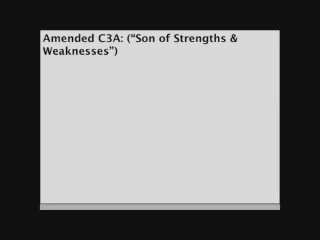 Amended C3A: (“Son of Strengths &
Weaknesses”)